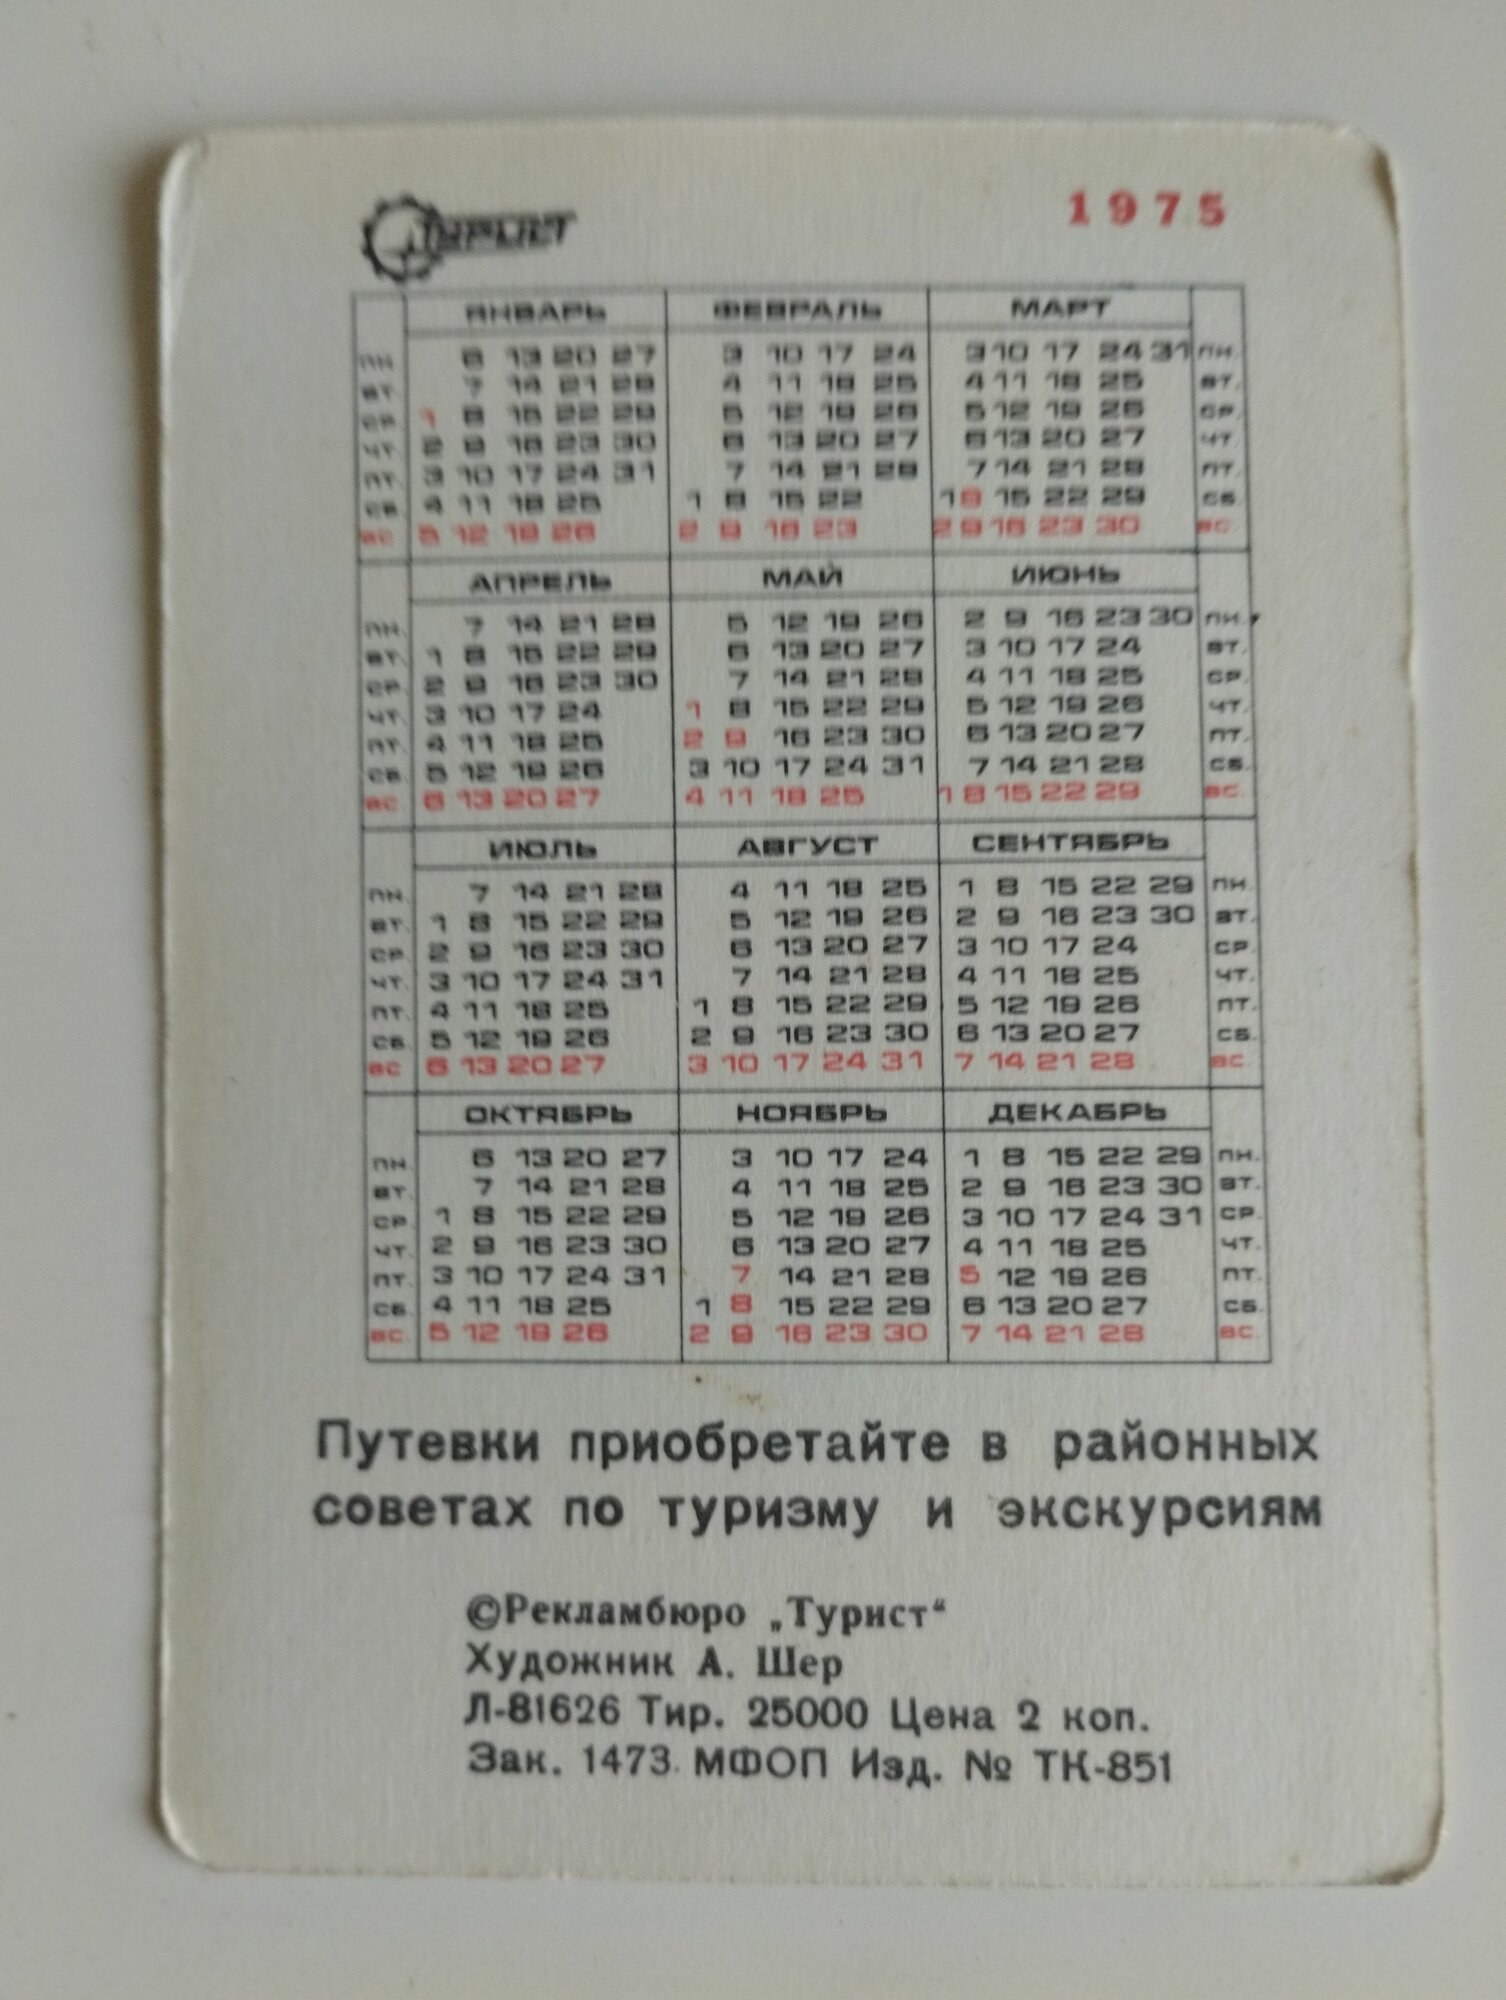 Турист 1975
ЯНВАРЬ ФЕВРАЛЬ МАРТ
пн. 6 13 20 27 3 10 17 24 3 10 17 24 31 пн.
вт. 7 14 21 28 4 11 18 25 4 11 18 25 вт.
ср. 1 8 15 22 29 5 12 19 26 5 12 19 26 ср.
чт. 2 9 16 23 30 6 13 20 27 6 13 20 27 чт.
пт. 3 10 17 24 31 7 14 21 28 7 14 21 28 пт.
сб. 4 11 18 25 1 8 15 22 1 8 15 22 29 сб.
вс. 5 12 19 26 2 9 16 23 2 9 16 23 30 вс.
АПРЕЛЬ МАЙ ИЮНЬ
пн. 7 14 21 28 5 12 19 26 2 9 16 23 30 пн.
вт. 1 8 15 22 29 6 13 20 27 3 10 17 24 вт.
ср. 2 9 16 23 30 7 14 21 28 4 11 18 25 ср.
чт. 3 10 17 24 1 8 15 22 29 5 12 19 26 чт.
пт. 4 11 18 25 2 9 16 23 30 6 13 20 27 пт.
сб. 5 12 19 26 3 10 17 24 31 7 14 21 28 сб.
вс. 6 13 20 27 4 11 18 25 1 8 15 22 29 вс.
ИЮЛЬ АВГУСТ СЕНТЯБРЬ
пн. 7 14 21 28 4 11 18 25 1 8 15 22 29 пн.
вт. 1 8 15 22 29 5 12 19 26 2 9 16 23 30 вт.
ср. 2 9 16 23 30 6 13 20 27 3 10 17 24 ср.
чт. 3 10 17 24 31 7 14 21 28 4 11 18 25 чт.
пт. 4 11 18 25 1 8 15 22 29 5 12 19 26 пт.
сб. 5 12 19 26 2 9 16 23 30 6 13 20 27 сб.
вс. 6 13 20 27 3 10 17 24 31 7 14 21 28 вс.
ОКТЯБРЬ НОЯБРЬ ДЕКАБРЬ
пн. 6 13 20 27 3 10 17 24 1 8 15 22 29 пн.
вт. 7 14 21 28 4 11 18 25 2 9 16 23 30 вт.
ср. 1 8 15 22 29 5 12 19 26 3 10 17 24 31 ср.
чт. 2 9 16 23 30 6 13 20 27 4 11 18 25 чт.
пт. 3 10 17 24 31 7 14 21 28 5 12 19 26 пт.
сб. 4 11 18 25 1 8 15 22 29 6 13 20 27 сб.
вс. 5 12 19 26 2 9 16 23 30 7 14 21 28 вс.
Путевки приобретайте в районных
советах по туризму и экскурсиям
©Рекламбюро „Турист“
Художник А. Шер
Л-81626 Тир. 25000 Цена 2 коп.
Зак. 1473 МФОП Изд. № ТК-851